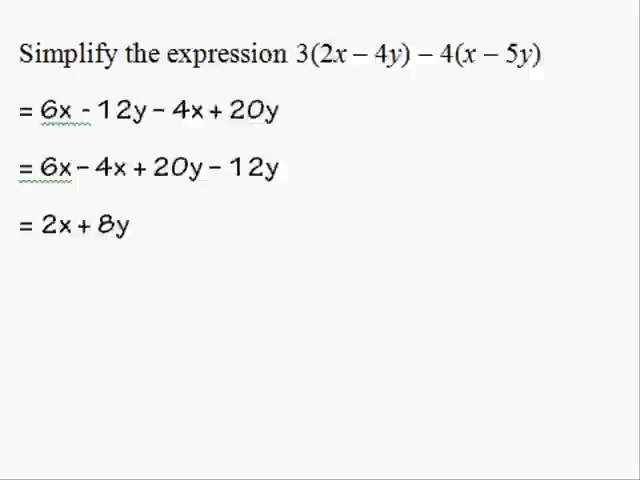 Simplify the expression 3(2x – 4y) – 4(x – 5y)
= 6x - 12y – 4x + 20y
= 6x – 4x + 20y – 12y
= 2x + 8y